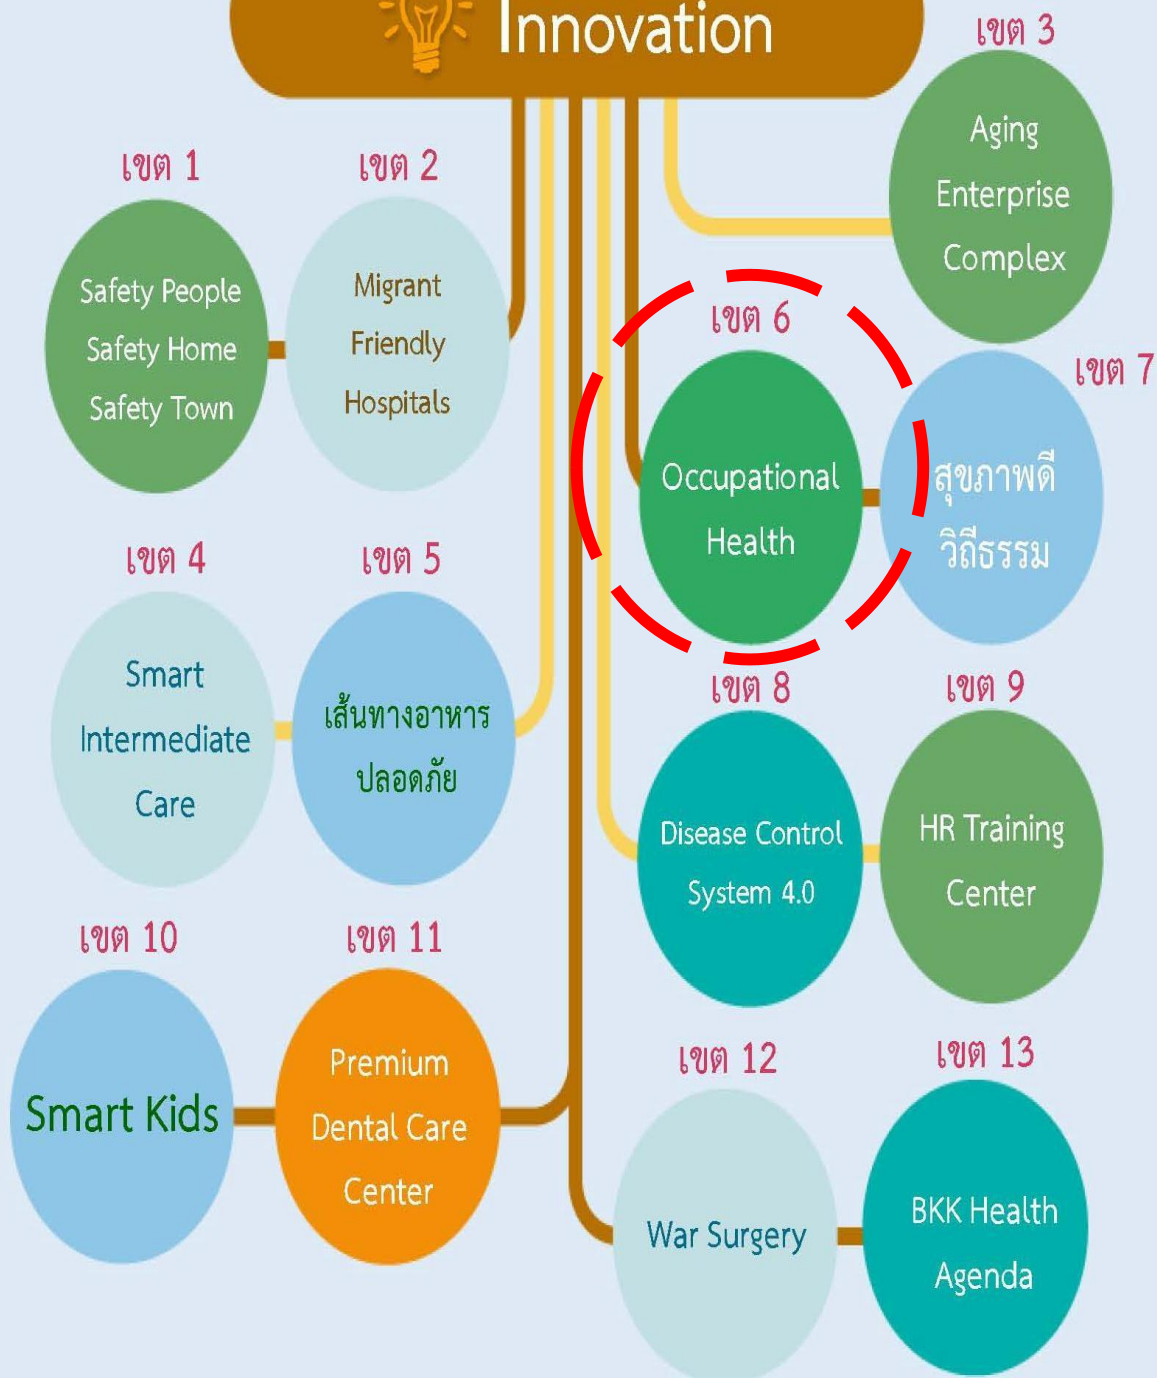 Innovation
เขต 3
Aging
Enterprise
Complex
เขต 1
Safety People
Safety Home
Safety Town
เขต 2
Migrant
Friendly
Hospitals
เขต 6
Occupational
Health
เขต 7
สุขภาพดี
วิถีธรรม
เขต 4
Smart
Intermediate
Care
เขต 5
เส้นทางอาหาร
ปลอดภัย
เขต 8
Disease Control
System 4.0
เขต 9
HR Training
Center
เขต 10
Smart Kids
เขต 11
Premium
Dental Care
Center
เขต 12
War Surgery
เขต 13
BKK Health
Agenda